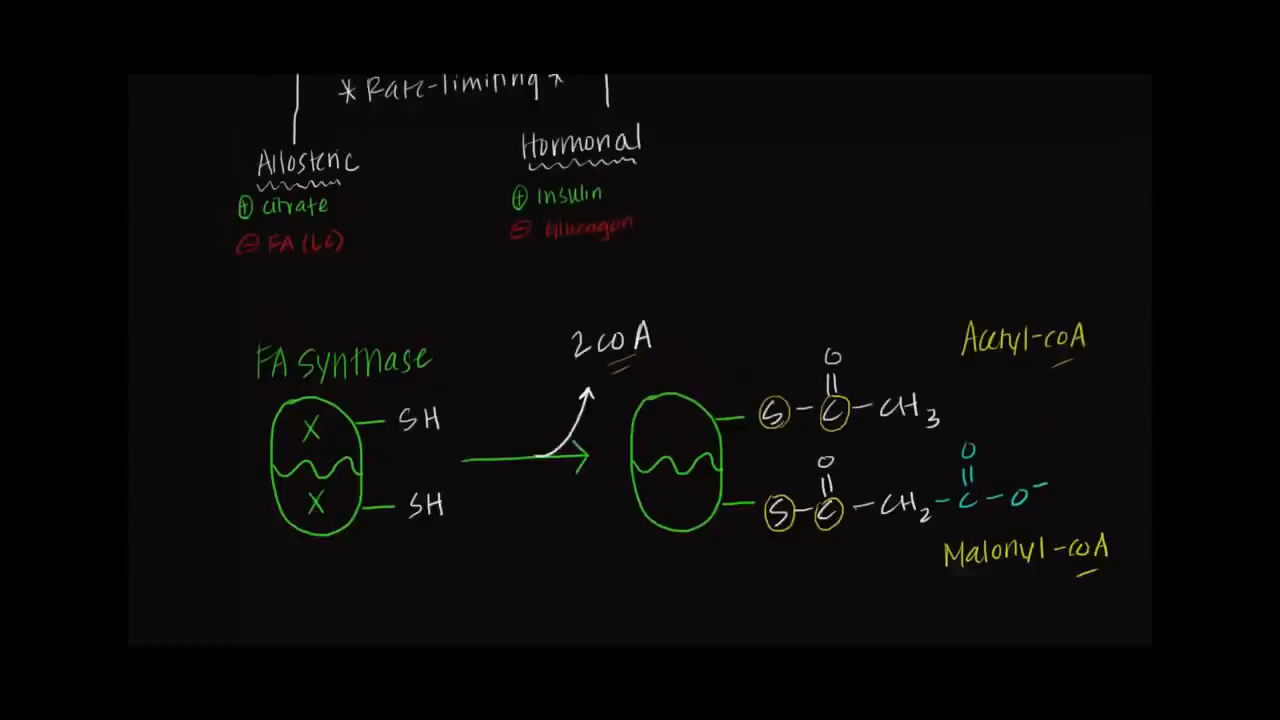 * Rate-limiting *
Allosteric
⊕ citrate
⊖ FA (LC)
Hormonal
⊕ insulin
⊖ Glucagon
FA Synthase
X
X
SH
SH
2 coA
O
S - C - CH3
Acetyl-coA
O
O
S - C - CH2 - C - O-
Malonyl-coA